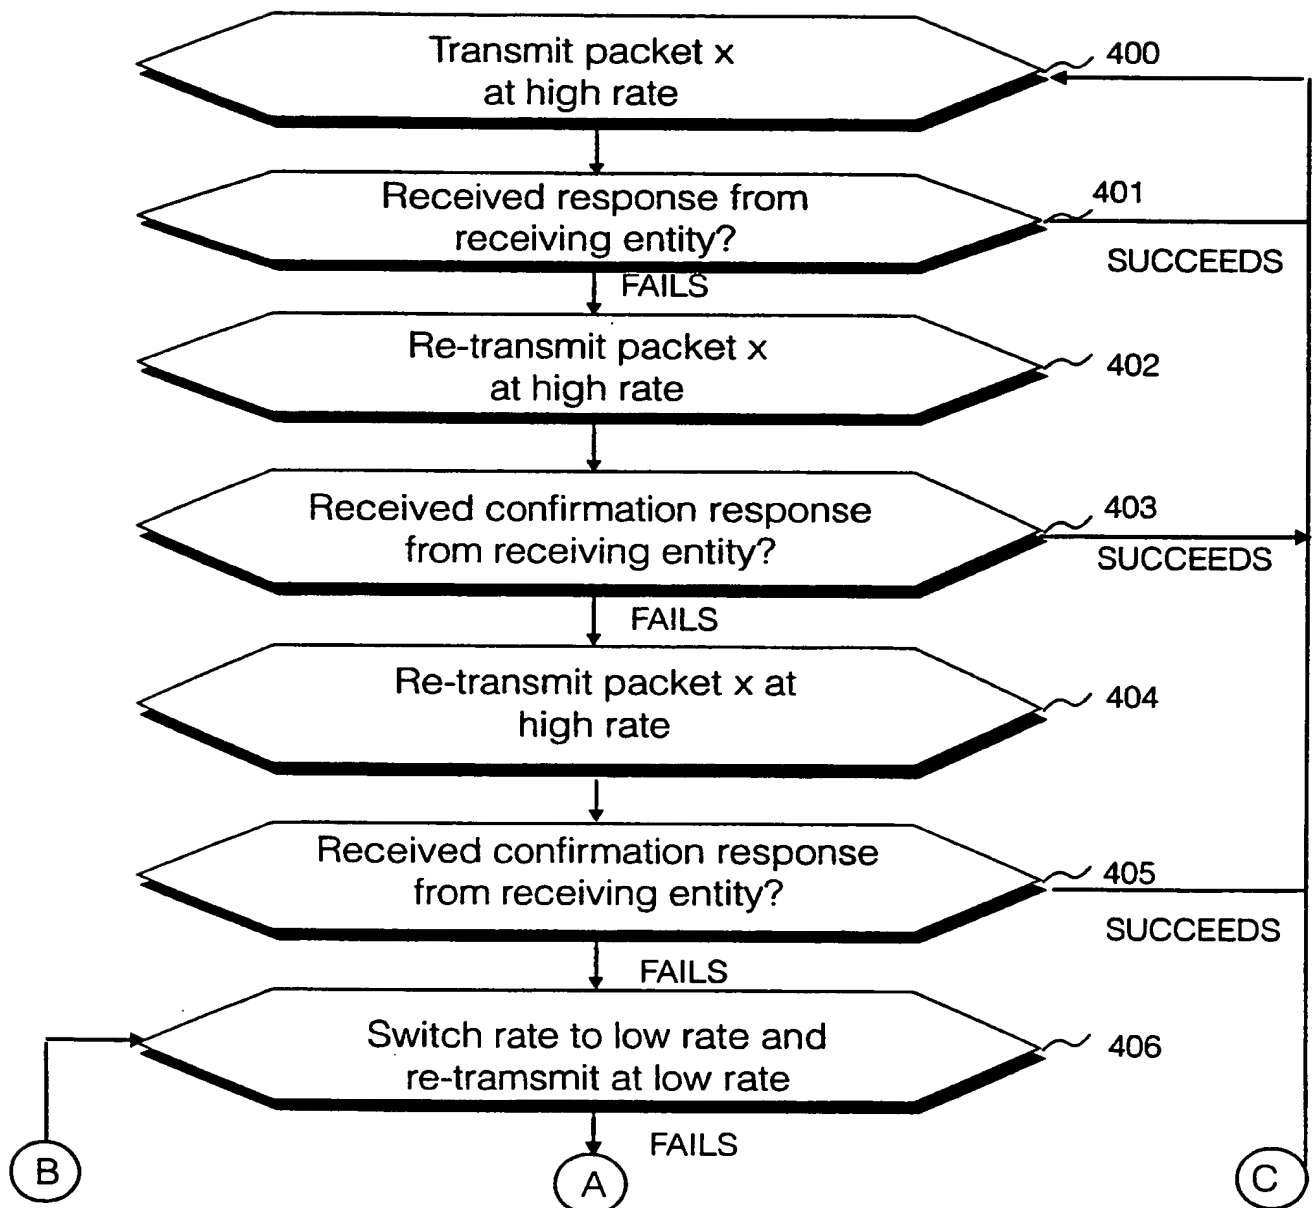 Transmit packet x
at high rate
400
Received response from
receiving entity?
401
SUCCEEDS
FAILS
Re-transmit packet x
at high rate
402
Received confirmation response
from receiving entity?
403
SUCCEEDS
FAILS
Re-transmit packet x at
high rate
404
Received confirmation response
from receiving entity?
405
SUCCEEDS
FAILS
Switch rate to low rate and
re-tramsmit at low rate
406
FAILS
B
A
C